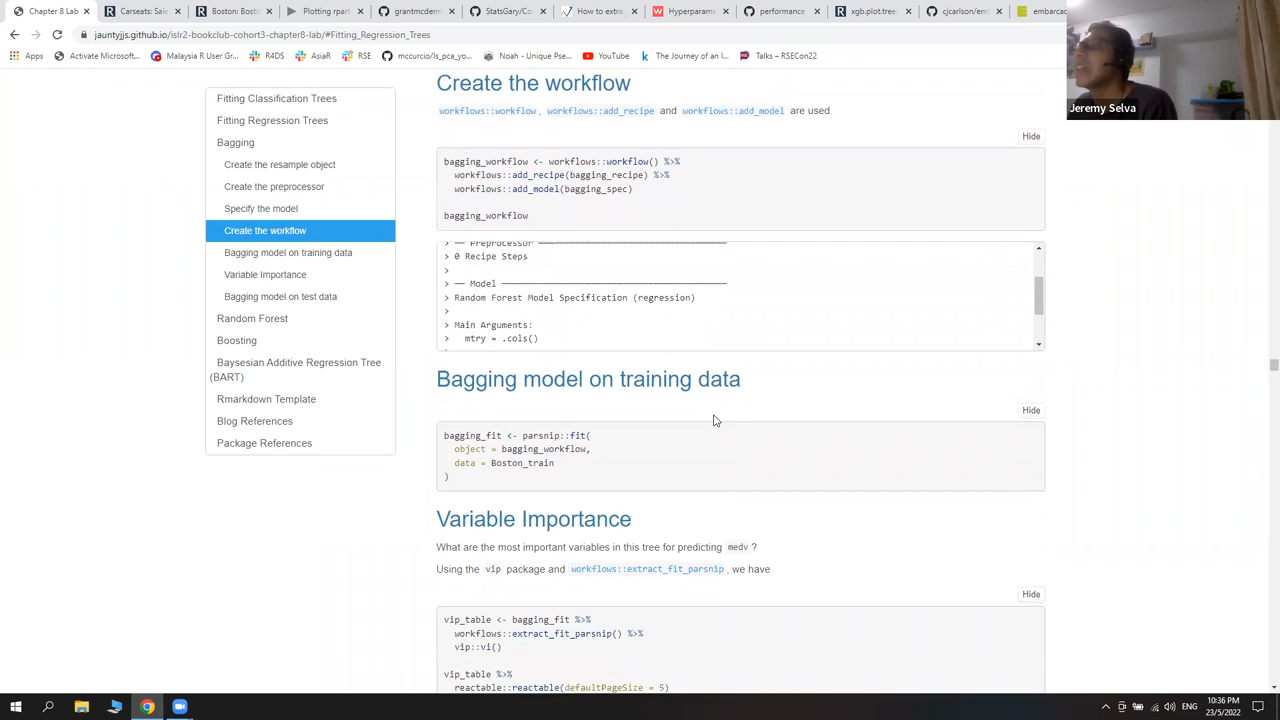 Chapter 8 Lab
Carseats: Sale
Boston: Bosto
Plotting rpart
grantmcderm
StatsGary/Co
How to extra
Hyperparame
performance
xgb.plot.tree:
cjcarlson/em
embarcad
jauntyjjs.github.io/islr2-bookclub-cohort3-chapter8-lab/#Fitting_Regression_Trees
Apps
Activate Microsoft...
Malaysia R User Gr...
R4DS
AsiaR
RSE
mccurcio/Is_pca_yo...
Noah - Unique Pse...
YouTube
The Journey of an I...
Talks – RSECon22
Jeremy Selva
Fitting Classification Trees
Fitting Regression Trees
Bagging
Create the resample object
Create the preprocessor
Specify the model
Create the workflow
Bagging model on training data
Variable Importance
Bagging model on test data
Random Forest
Boosting
Baysesian Additive Regression Tree
(BART)
Rmarkdown Template
Blog References
Package References
Create the workflow
workflows::workflow, workflows::add_recipe and workflows::add_model are used.
Hide
bagging_workflow <- workflows::workflow() %>%
workflows::add_recipe(bagging_recipe) %>%
workflows::add_model(bagging_spec)
bagging_workflow
> ── Preprocessor ────────────────────────────────
> 0 Recipe Steps
>
> ── Model ───────────────────────────────────────
> Random Forest Model Specification (regression)
>
> Main Arguments:
> mtry = .cols()
Bagging model on training data
Hide
bagging_fit <- parsnip::fit(
object = bagging_workflow,
data = Boston_train
)
Variable Importance
What are the most important variables in this tree for predicting medv ?
Using the vip package and workflows::extract_fit_parsnip, we have
Hide
vip_table <- bagging_fit %>%
workflows::extract_fit_parsnip() %>%
vip::vi()
vip_table %>%
reactable::reactable(defaultPageSize = 5)
ENG
10:36 PM
23/5/2022